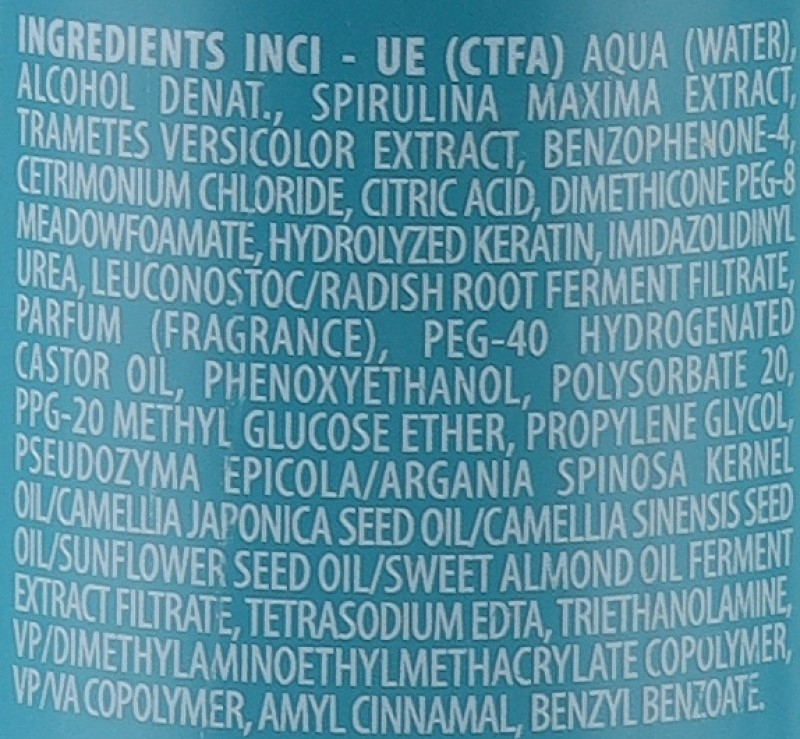 INGREDIENTS INCI - UE (CTFA) AQUA (WATER),
ALCOHOL DENAT., SPIRULINA MAXIMA EXTRACT,
TRAMETES VERSICOLOR EXTRACT, BENZOPHENONE-4,
CETRIMONIUM CHLORIDE, CITRIC ACID, DIMETHICONE PEG-8
MEADOWFOAMATE, HYDROLYZED KERATIN, IMIDAZOLIDINYL
UREA, LEUCONOSTOC/RADISH ROOT FERMENT FILTRATE,
PARFUM (FRAGRANCE), PEG-40 HYDROGENATED
CASTOR OIL, PHENOXYETHANOL, POLYSORBATE 20,
PPG-20 METHYL GLUCOSE ETHER, PROPYLENE GLYCOL,
PSEUDOZYMA EPICOLA/ARGANIA SPINOSA KERNEL
OIL/CAMELLIA JAPONICA SEED OIL/CAMELLIA SINENSIS SEED
OIL/SUNFLOWER SEED OIL/SWEET ALMOND OIL FERMENT
EXTRACT FILTRATE, TETRASODIUM EDTA, TRIETHANOLAMINE,
VP/DIMETHYLAMINOETHYLMETHACRYLATE COPOLYMER,
VP/VA COPOLYMER, AMYL CINNAMAL, BENZYL BENZOATE.